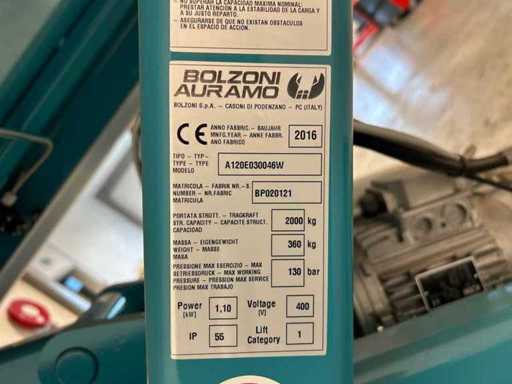 — NO SUPERAR LA CAPACIDAD MAXIMA NOMINAL;
PRESTAR ATENCIÓN A LA ESTABILIDAD DE LA CARGA Y
A SU JUSTO REPARTO.
— ASEGURARSE DE QUE NO EXISTAN OBSTACULOS
EN EL ESPACIO DE ACCION.
BOLZONI
AURAMO
BOLZONI S.p.A. – CASONI DI PODENZANO – PC (ITALY)
CE
ANNO FABBRIC. – BAUJAHR
MNFG.YEAR – ANNE FABBR.
AÑO FABRICO
2016
TIPO – TYP–
TYPE – TYPE
MODELO
A120E030046W
MATRICOLA – FABRIK NR.–S.
NUMBER – NR.FABRIC
MATRICULA
BP020121
PORTATA STRUTT. – TRAGKRAFT
STR. CAPACITY – CAPACITE STRUCT.
CAPACIDAD
2000 kg
MASSA – EIGENGEWICHT
WEIGHT – MASSE
MASA
360 kg
PRESSIONE MAX ESERCIZIO – MAX
BETRIEBSDRUCK – MAX WORKING
PRESSURE – PRESSION MAX SERVICE
PRESION MAX TRABAJO
130 bar
Power
[kW]
1,10
Voltage
[V]
400
IP
55
Lift
Category
1